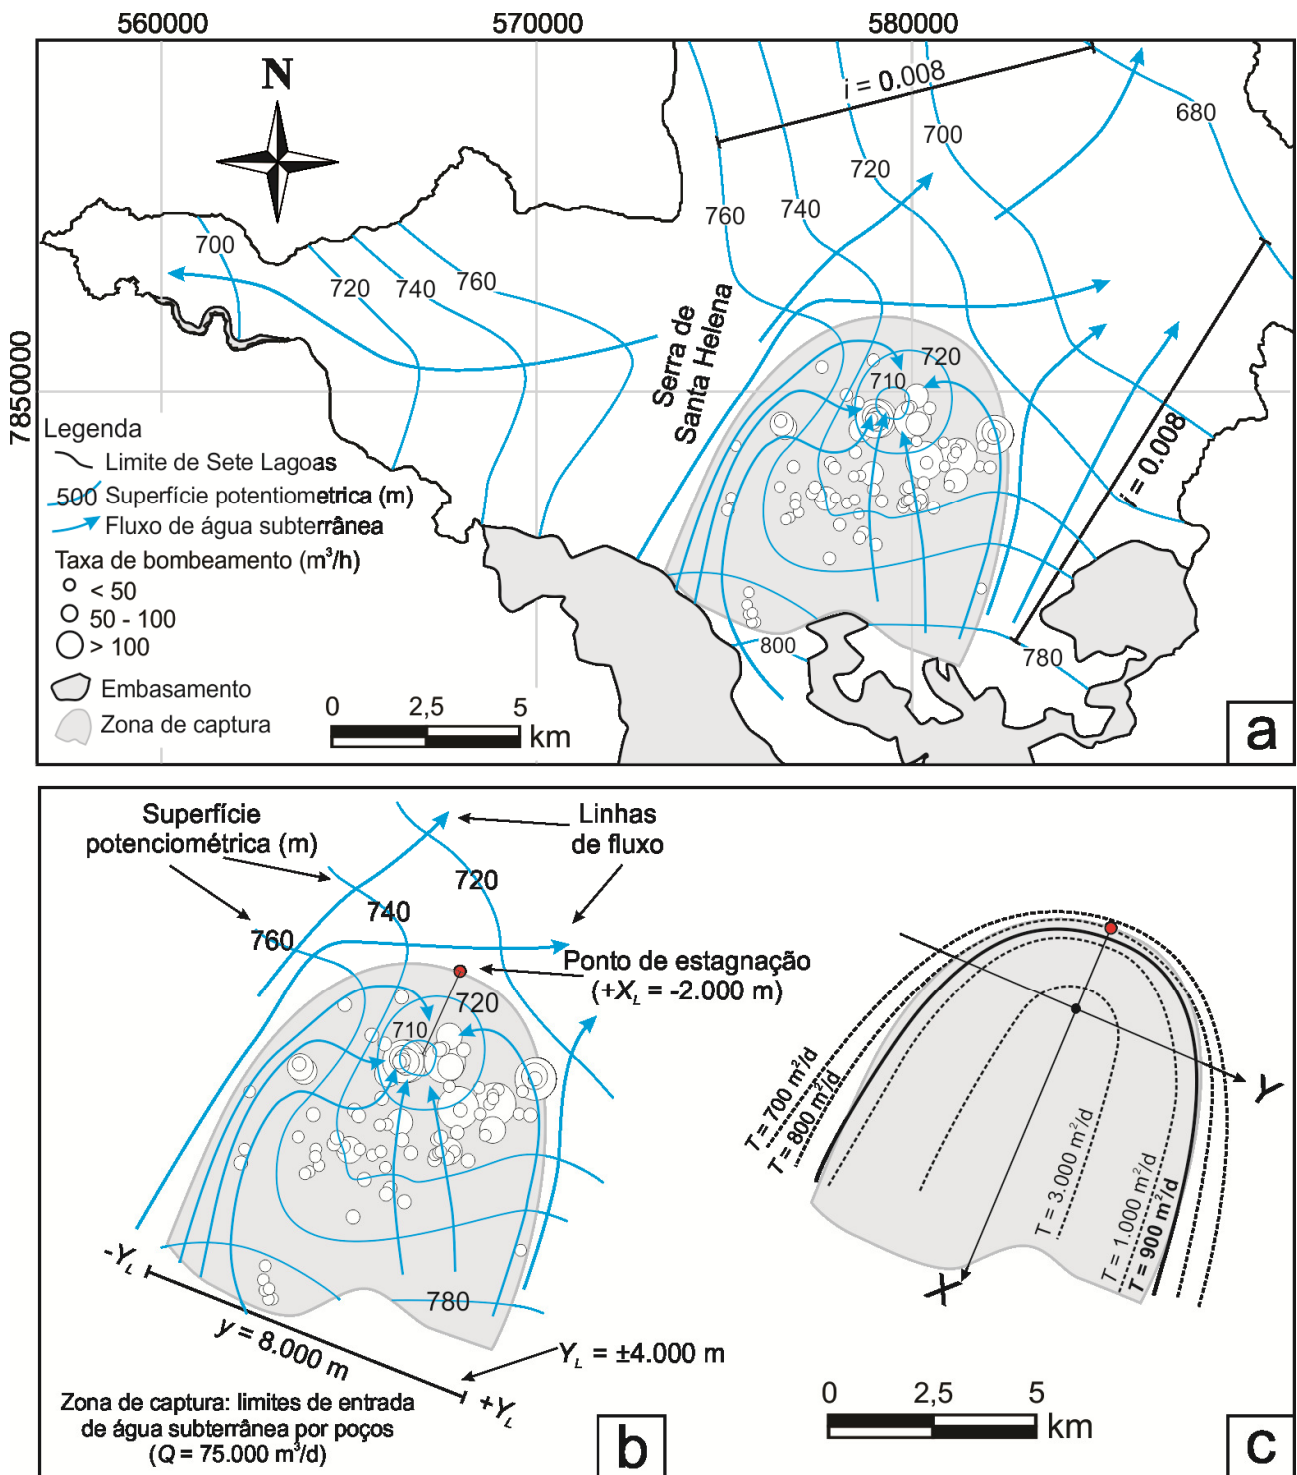 560000
570000
580000
7850000
N
i = 0.008
680
700
720
740
760
700
720
740
760
Serra de
Santa Helena
720
710
i = 0.008
800
780
Legenda
Limite de Sete Lagoas
500 Superfície potentiometrica (m)
Fluxo de água subterrânea
Taxa de bombeamento (m³/h)
< 50
50 - 100
> 100
Embasamento
Zona de captura
0 2,5 5
km
a
Superfície
potenciométrica (m)
Linhas
de fluxo
720
740
760
Ponto de estagnação
(+X_L = -2.000 m)
720
710
-Y_L
780
y = 8.000 m
Y_L = ±4.000 m
+Y_L
Zona de captura: limites de entrada
de água subterrânea por poços
(Q = 75.000 m³/d)
b
T = 700 m²/d
T = 800 m²/d
T = 3.000 m²/d
T = 1.000 m²/d
T = 900 m²/d
Y
X
0 2,5 5
km
c